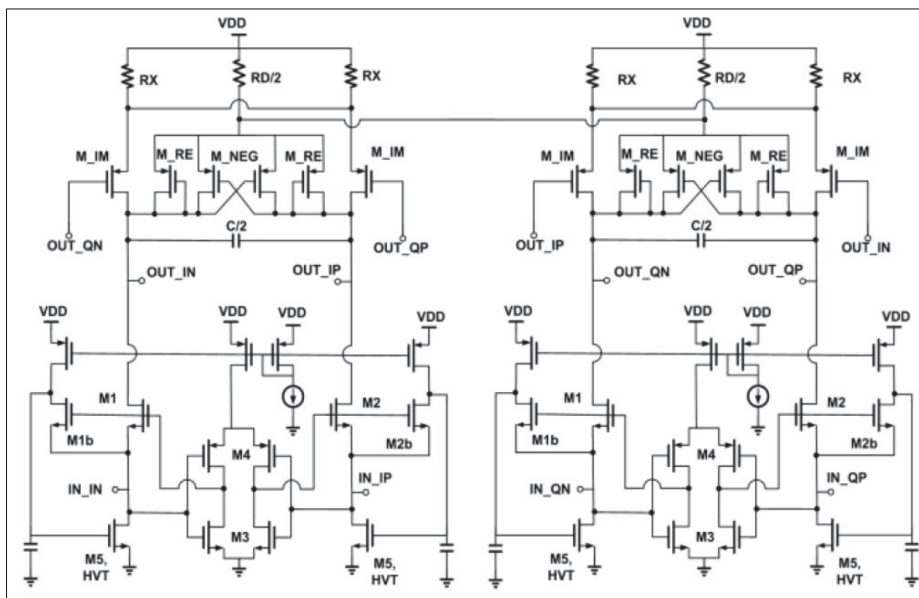 VDD VDD
RX RD/2 RX RX RD/2 RX
M_IM M_RE M_NEG M_RE M_IM M_IM M_RE M_NEG M_RE M_IM
C/2 C/2
OUT_QN OUT_QP OUT_IP OUT_IN
OUT_IN OUT_IP OUT_QN OUT_QP
VDD VDD VDD VDD VDD VDD VDD VDD
M1 M2 M1 M2
M1b M2b M1b M2b
M4 M4
IN_IN IN_IP IN_QN IN_QP
M3 M3
M5, M5, M5, M5,
HVT HVT HVT HVT